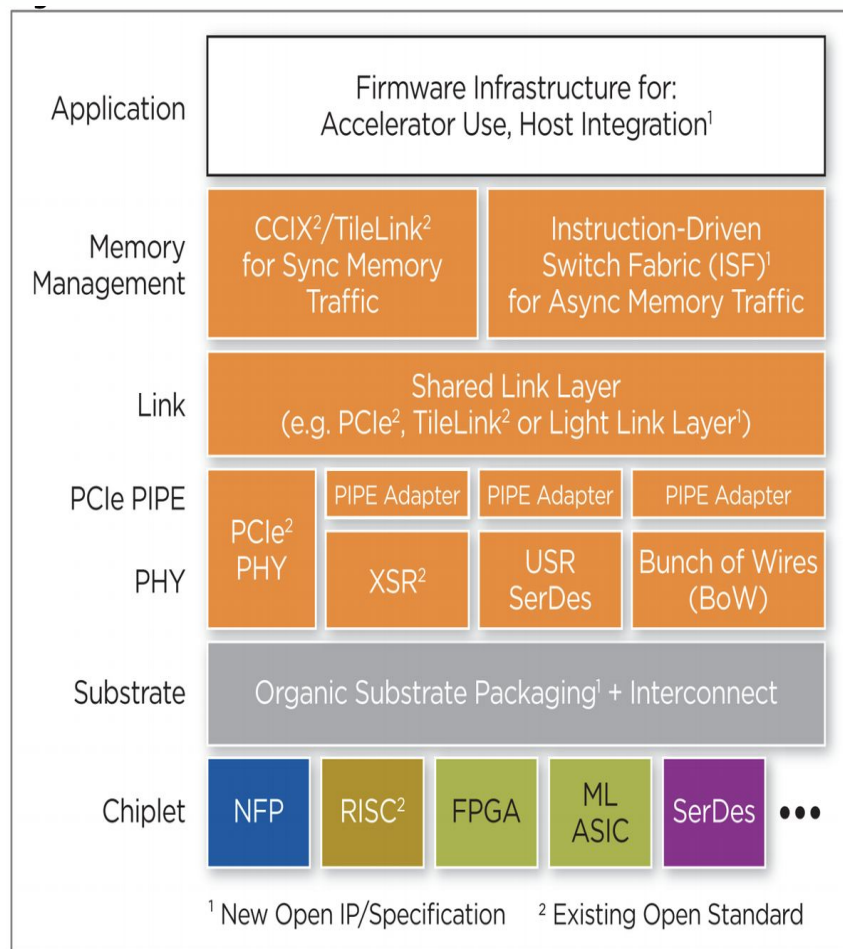 Application
Firmware Infrastructure for:
Accelerator Use, Host Integration¹
Memory
Management
CCIX²/TileLink²
for Sync Memory
Traffic
Instruction-Driven
Switch Fabric (ISF)¹
for Async Memory Traffic
Link
Shared Link Layer
(e.g. PCIe², TileLink² or Light Link Layer¹)
PCIe PIPE
PIPE Adapter
PIPE Adapter
PIPE Adapter
PHY
PCIe²
PHY
XSR²
USR
SerDes
Bunch of Wires
(BoW)
Substrate
Organic Substrate Packaging¹ + Interconnect
Chiplet
NFP
RISC²
FPGA
ML
ASIC
SerDes
•••
¹ New Open IP/Specification
² Existing Open Standard